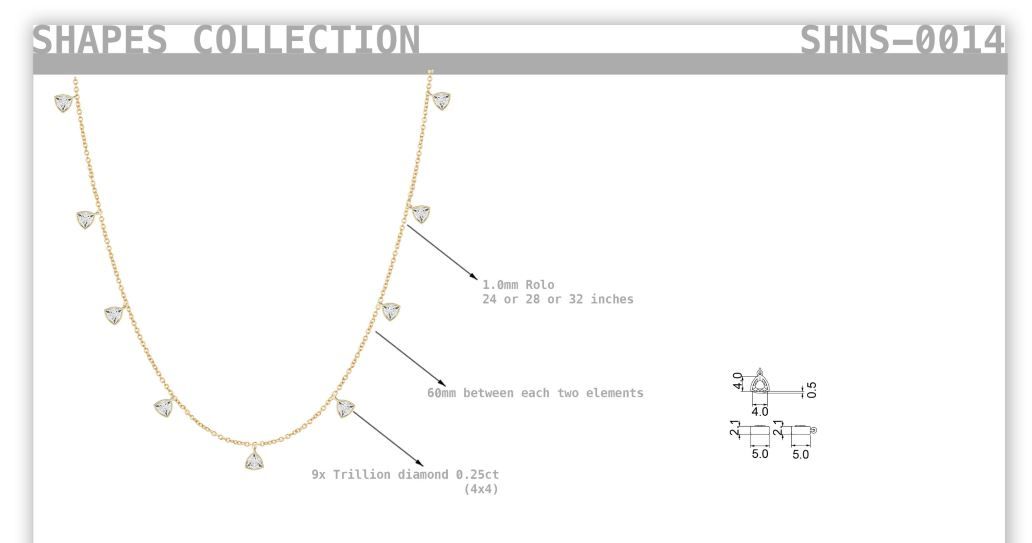 SHAPES COLLECTION SHNS-0014
1.0mm Rolo
24 or 28 or 32 inches
60mm between each two elements
9x Trillion diamond 0.25ct
(4x4)
4.0
0.5
4.0
2.1
2.1
5.0
5.0